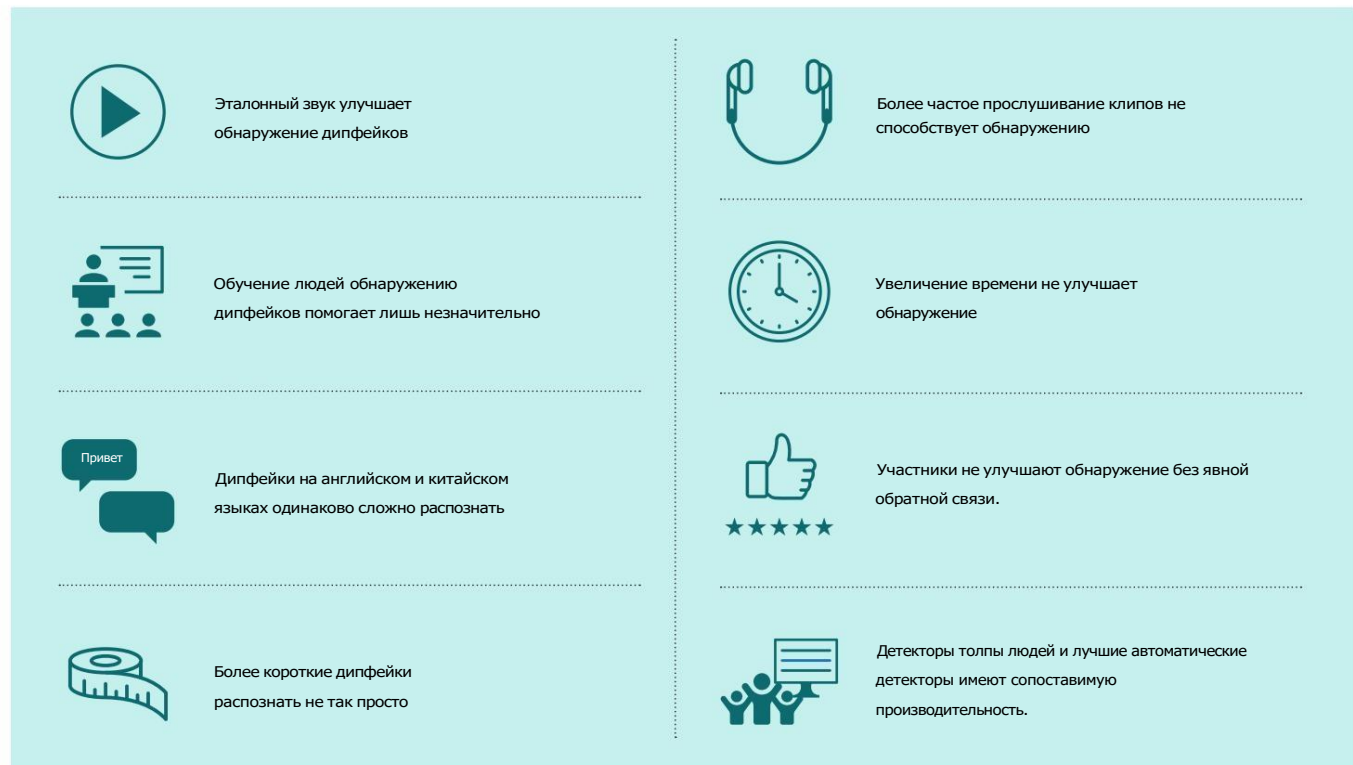 Эталонный звук улучшает
обнаружение дипфейков
Обучение людей обнаружению
дипфейков помогает лишь незначительно
Привет
Дипфейки на английском и китайском
языках одинаково сложно распознать
Более короткие дипфейки
распознать не так просто
Более частое прослушивание клипов не
способствует обнаружению
Увеличение времени не улучшает
обнаружение
Участники не улучшают обнаружение без явной
обратной связи.
Детекторы толпы людей и лучшие автоматические
детекторы имеют сопоставимую
производительность.